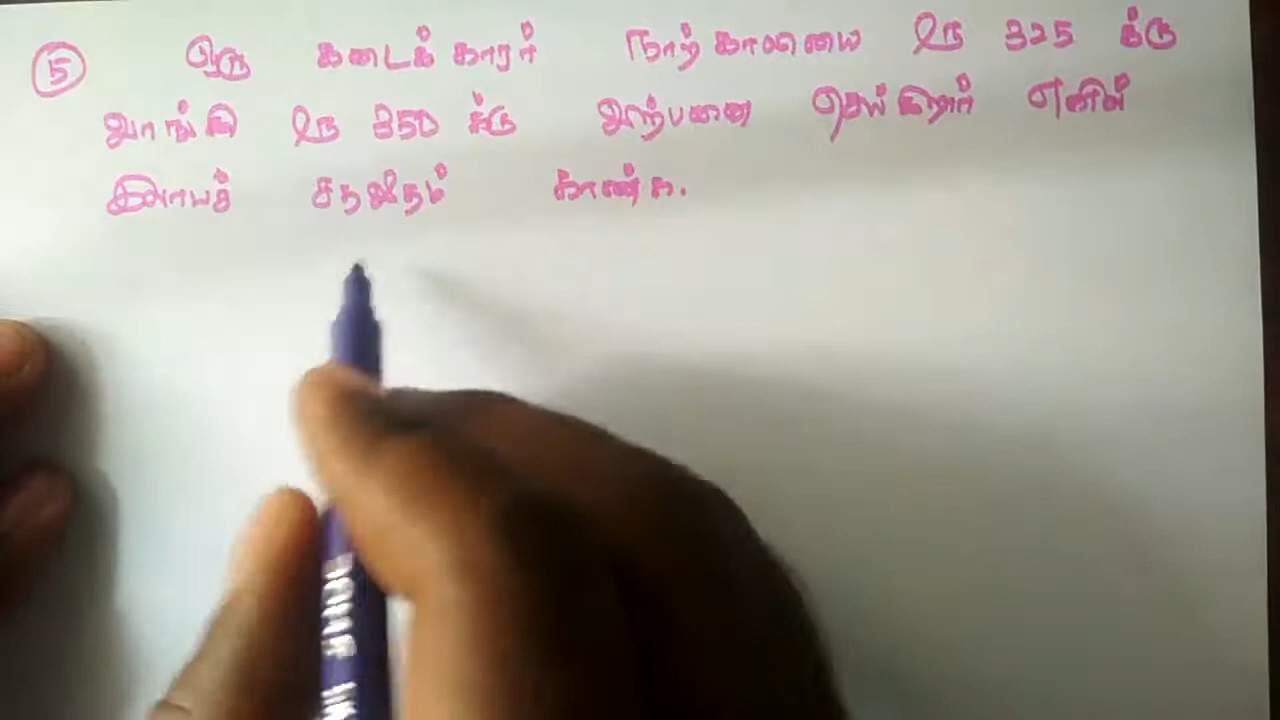 ⑤ ஒரு கடைக் காரர் நாற் காலியை ரூ 325 க்கு
வாங்கி ரூ 350 க்கு விற்பனை செய்கிறார் எனில்
இலாபச் சதவீதம் காண்க.